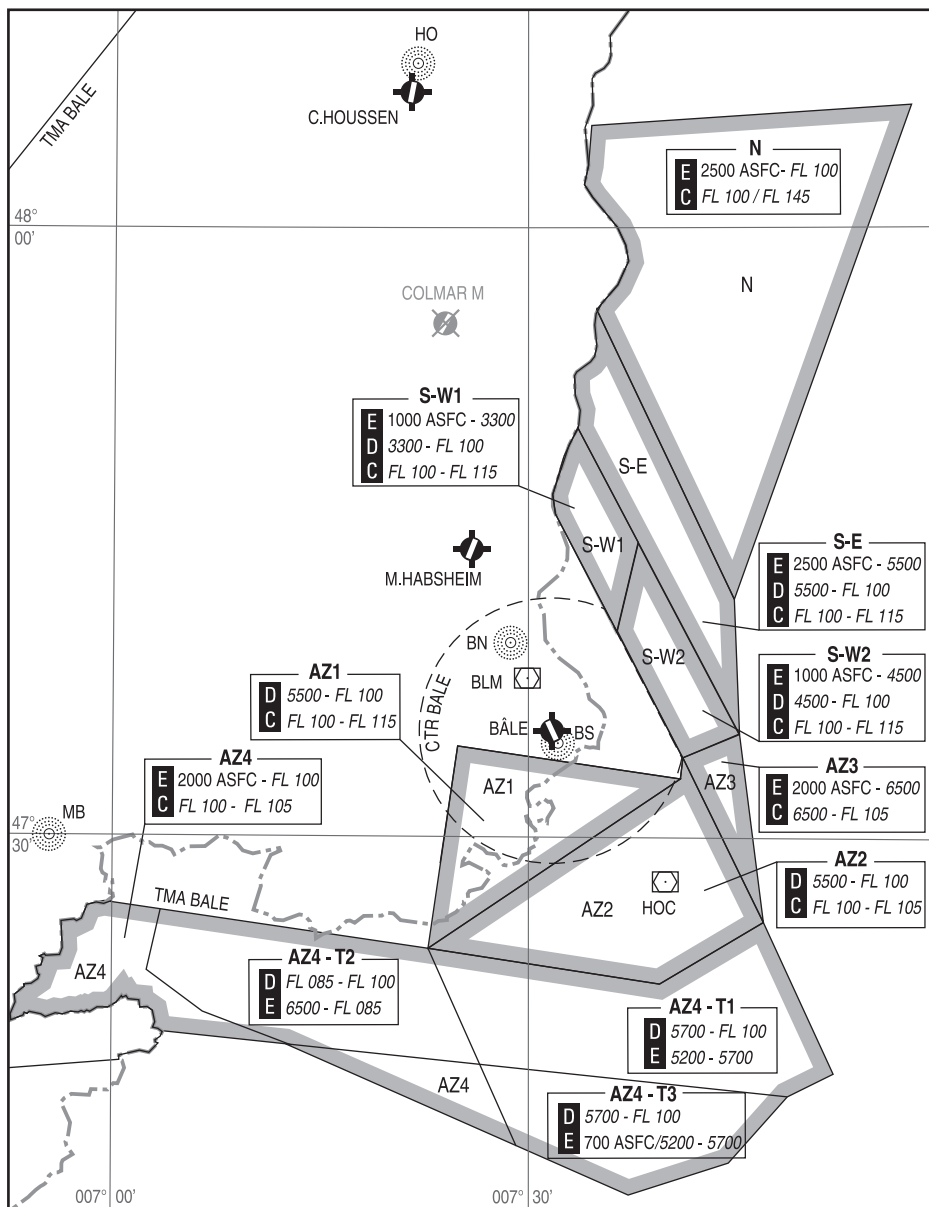 HO
TMA BALE
C.HOUSSEN
N
E 2500 ASFC- FL 100
C FL 100 / FL 145
48°
00'
N
COLMAR M
S-W1
E 1000 ASFC - 3300
D 3300 - FL 100
C FL 100 - FL 115
S-E
S-W1
M.HABSHEIM
S-E
E 2500 ASFC - 5500
D 5500 - FL 100
C FL 100 - FL 115
BN
S-W2
BLM
S-W2
E 1000 ASFC - 4500
D 4500 - FL 100
C FL 100 - FL 115
AZ1
D 5500 - FL 100
C FL 100 - FL 115
CTR BALE
BÂLE
BS
AZ4
E 2000 ASFC - FL 100
C FL 100 - FL 105
AZ1
AZ3
AZ3
E 2000 ASFC - 6500
C 6500 - FL 105
MB
47°
30'
AZ2
D 5500 - FL 100
C FL 100 - FL 105
TMA BALE
AZ2
HOC
AZ4
AZ4 - T2
D FL 085 - FL 100
E 6500 - FL 085
AZ4 - T1
D 5700 - FL 100
E 5200 - 5700
AZ4
AZ4 - T3
D 5700 - FL 100
E 700 ASFC/5200 - 5700
007° 00'
007° 30'